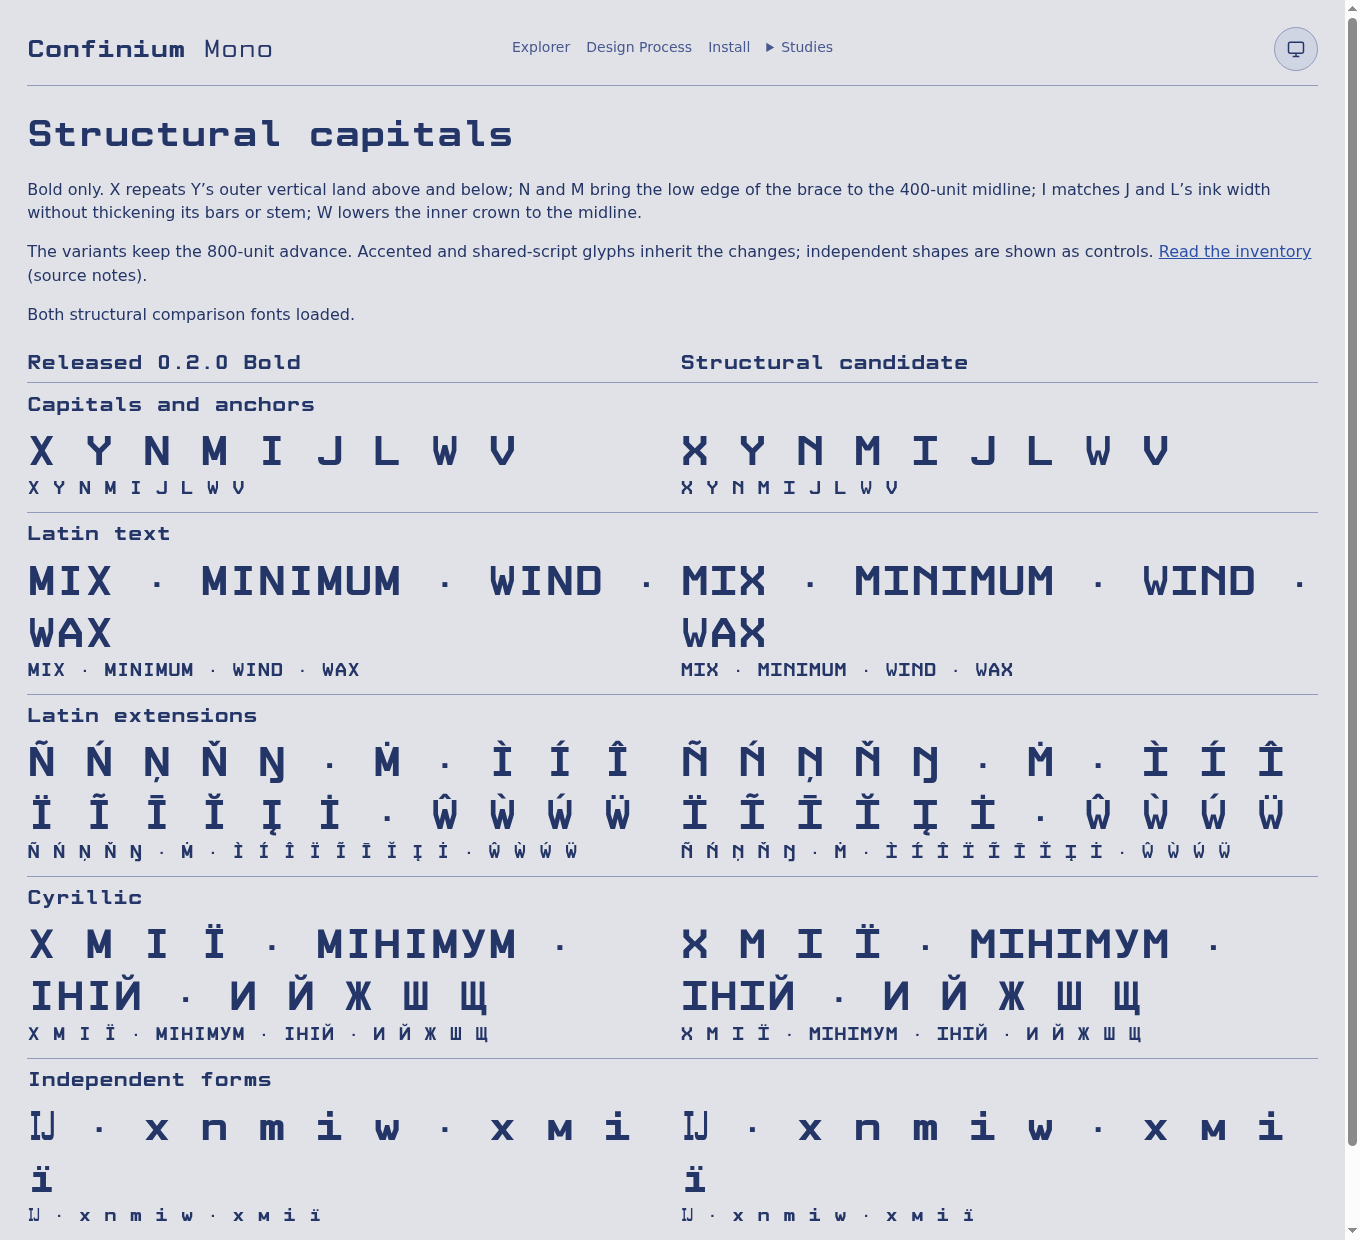 Confinium Mono
Explorer Design Process Install ▶ Studies
Structural capitals
Bold only. X repeats Y’s outer vertical land above and below; N and M bring the low edge of the brace to the 400-unit midline; I matches J and L’s ink width
without thickening its bars or stem; W lowers the inner crown to the midline.
The variants keep the 800-unit advance. Accented and shared-script glyphs inherit the changes; independent shapes are shown as controls. Read the inventory
(source notes).
Both structural comparison fonts loaded.
Released 0.2.0 Bold
Structural candidate
Capitals and anchors
X Y N M I J L W V
X Y N M I J L W V
X Y N M I J L W V
X Y N M I J L W V
Latin text
MIX · MINIMUM · WIND ·
WAX
MIX · MINIMUM · WIND · WAX
MIX · MINIMUM · WIND ·
WAX
MIX · MINIMUM · WIND · WAX
Latin extensions
Ñ Ń Ņ Ň Ŋ · Ṁ · Ì Í Î
Ï Ĩ Ī Ĭ Į İ · Ŵ Ẁ Ẃ Ẅ
Ñ Ń Ņ Ň Ŋ · Ṁ · Ì Í Î Ï Ĩ Ī Ĭ Į İ · Ŵ Ẁ Ẃ Ẅ
Ñ Ń Ņ Ň Ŋ · Ṁ · Ì Í Î
Ï Ĩ Ī Ĭ Į İ · Ŵ Ẁ Ẃ Ẅ
Ñ Ń Ņ Ň Ŋ · Ṁ · Ì Í Î Ï Ĩ Ī Ĭ Į İ · Ŵ Ẁ Ẃ Ẅ
Cyrillic
Х М І Ї · МІНІМУМ ·
ІНІЙ · И Й Ж Ш Щ
Х М І Ї · МІНІМУМ · ІНІЙ · И Й Ж Ш Щ
Х М І Ї · МІНІМУМ ·
ІНІЙ · И Й Ж Ш Щ
Х М І Ї · МІНІМУМ · ІНІЙ · И Й Ж Ш Щ
Independent forms
Ĳ · x n m i w · х м і
ї
Ĳ · x n m i w · х м і ї
Ĳ · x n m i w · х м і
ї
Ĳ · x n m i w · х м і ї